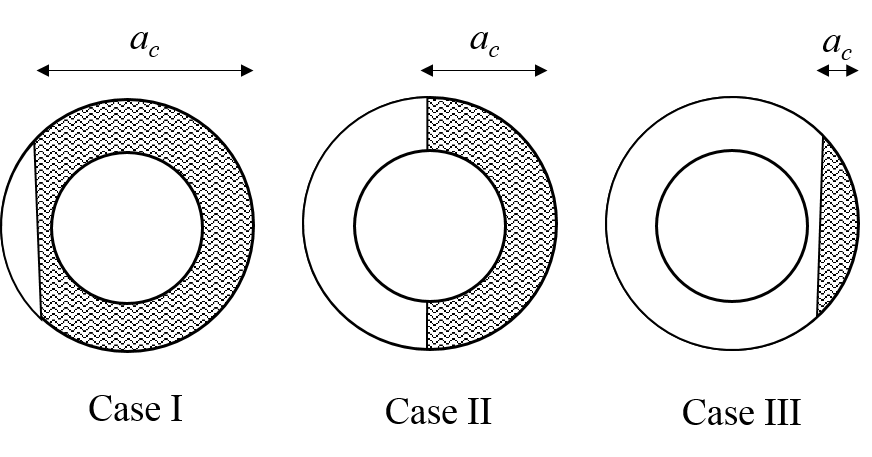 a_c
a_c
a_c
Case I
Case II
Case III